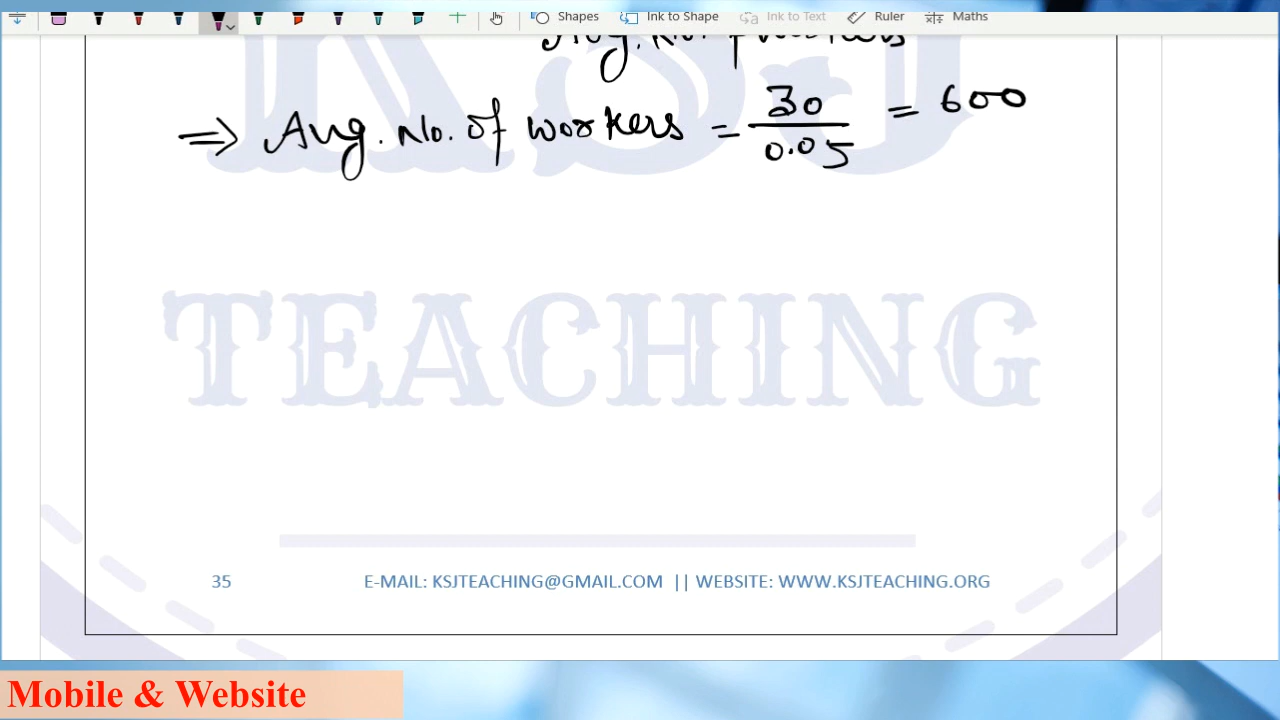 Shapes Ink to Shape Ink to Text Ruler Maths
KSJ
⇒ Avg. No. of workers = 30/0.05 = 600
TEACHING
35 E-MAIL: KSJTEACHING@GMAIL.COM || WEBSITE: WWW.KSJTEACHING.ORG
Mobile & Website